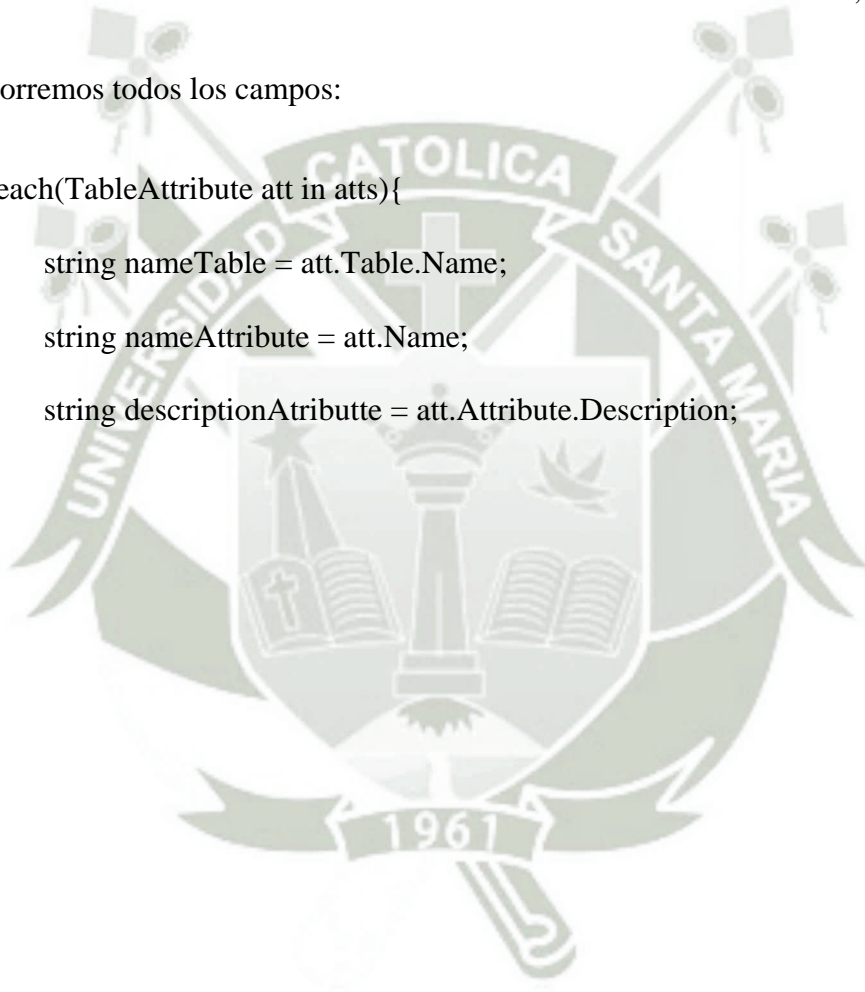 orremos todos los campos:
each(TableAttribute att in atts){
string nameTable = att.Table.Name;
string nameAttribute = att.Name;
string descriptionAtributte = att.Attribute.Description;
UNIVERSIDAD CATOLICA SANTA MARIA
1961